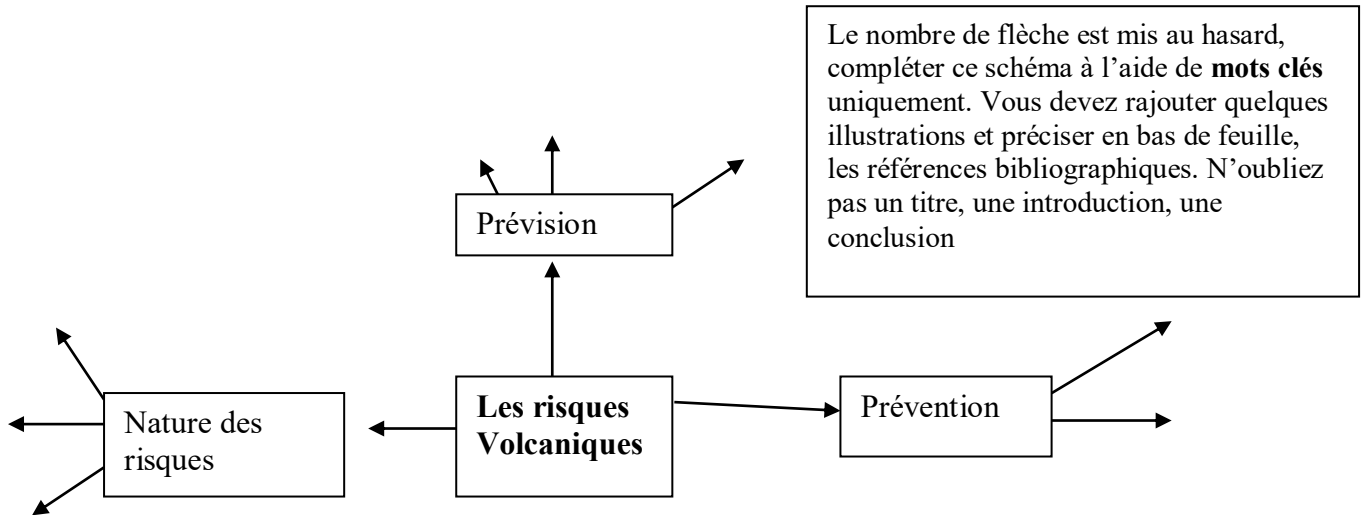 Le nombre de flèche est mis au hasard,
compléter ce schéma à l’aide de mots clés
uniquement. Vous devez rajouter quelques
illustrations et préciser en bas de feuille,
les références bibliographiques. N’oubliez
pas un titre, une introduction, une
conclusion
Prévision
Nature des
risques
Les risques
Volcaniques
Prévention